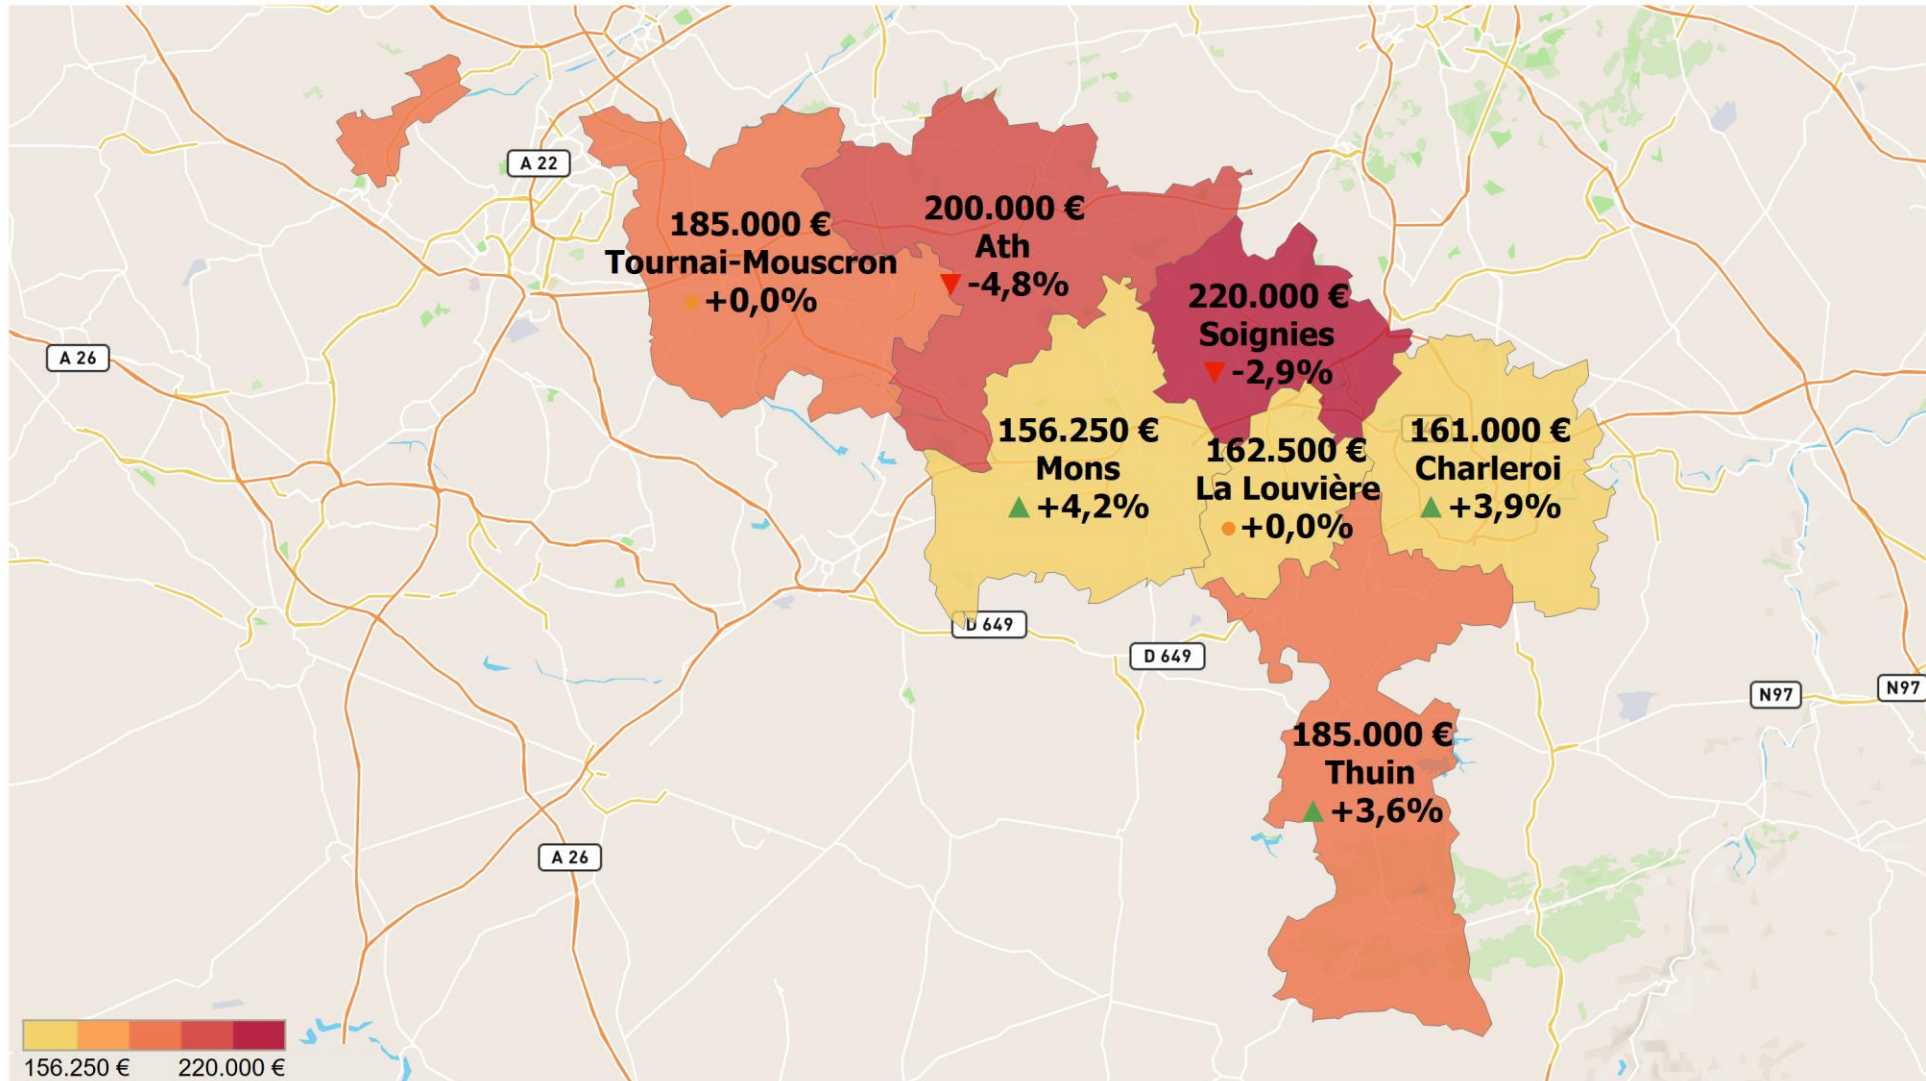 A 22
185.000 €
Tournai-Mouscron
+0,0%
200.000 €
Ath
-4,8%
220.000 €
Soignies
-2,9%
A 26
156.250 €
Mons
+4,2%
162.500 €
La Louvière
+0,0%
161.000 €
Charleroi
+3,9%
D 649
D 649
N97
N97
185.000 €
Thuin
+3,6%
A 26
156.250 €
220.000 €